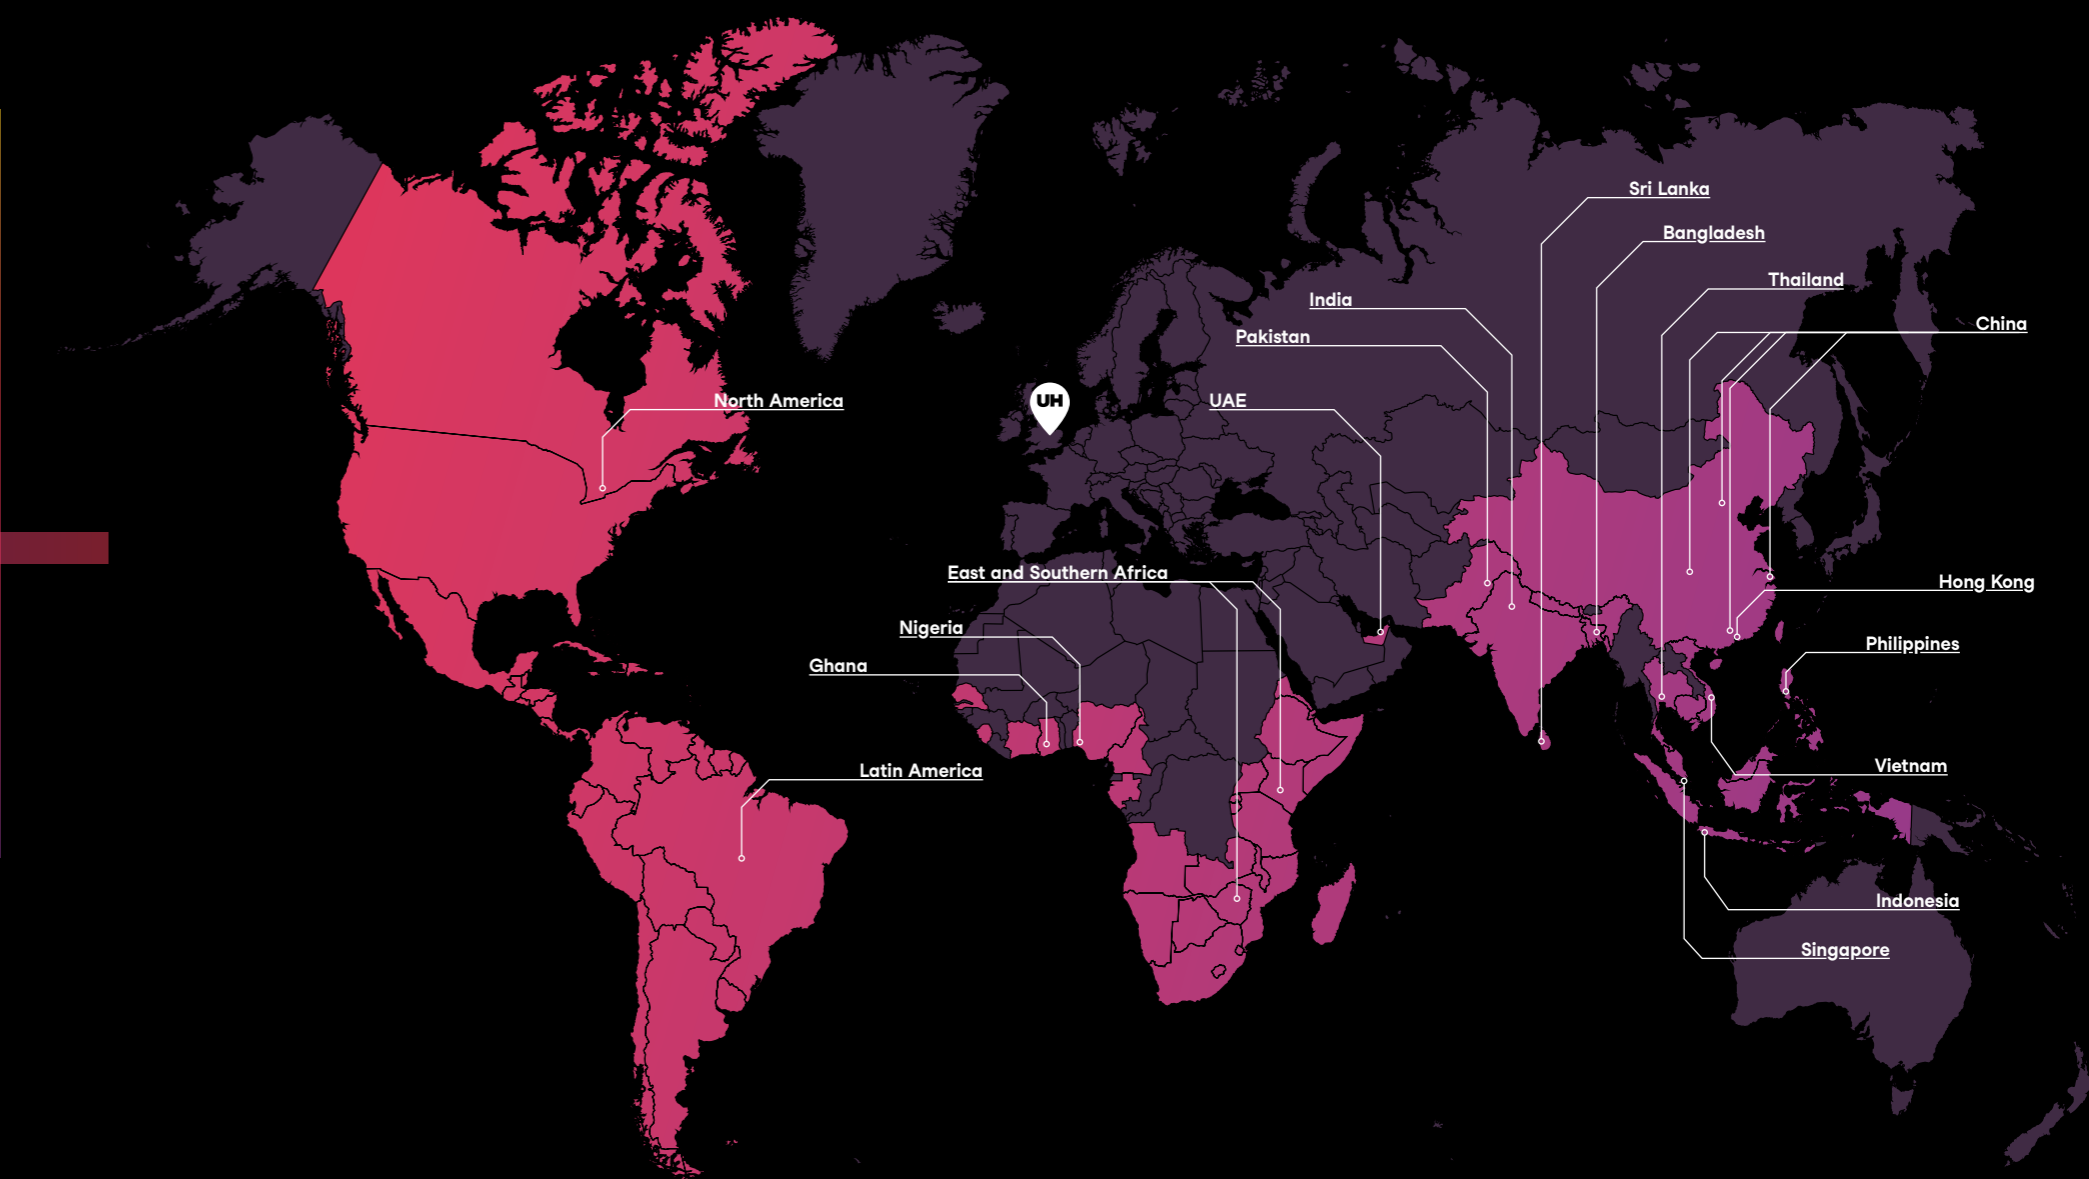 Sri Lanka
Bangladesh
Thailand
India
China
Pakistan
North America
UH
UAE
East and Southern Africa
Hong Kong
Nigeria
Philippines
Ghana
Latin America
Vietnam
Indonesia
Singapore